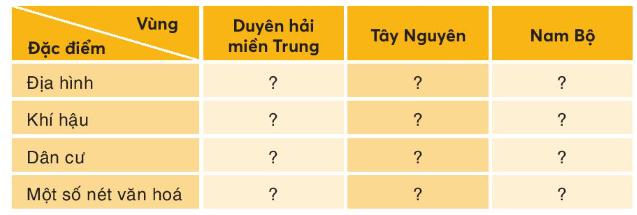 Vùng
Đặc điểm
Duyên hải
miền Trung
Tây Nguyên
Nam Bộ
Địa hình ? ? ?
Khí hậu ? ? ?
Dân cư ? ? ?
Một số nét văn hoá ? ? ?